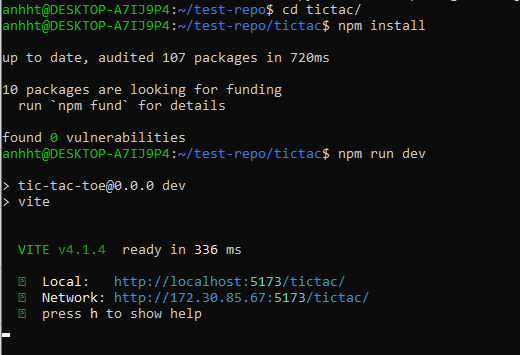 anhht@DESKTOP-A7IJ9P4:~/test-repo$ cd tictac/
anhht@DESKTOP-A7IJ9P4:~/test-repo/tictac$ npm install
up to date, audited 107 packages in 720ms
10 packages are looking for funding
run `npm fund` for details
found 0 vulnerabilities
anhht@DESKTOP-A7IJ9P4:~/test-repo/tictac$ npm run dev
> tic-tac-toe@0.0.0 dev
> vite
VITE v4.1.4 ready in 336 ms
Local: http://localhost:5173/tictac/
Network: http://172.30.85.67:5173/tictac/
press h to show help